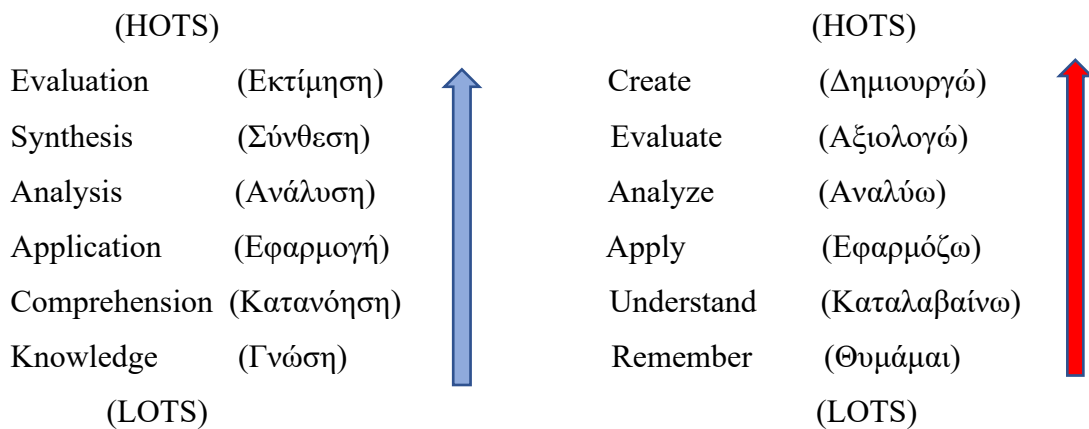 (HOTS) (HOTS)
Evaluation (Εκτίμηση) Create (Δημιουργώ)
Synthesis (Σύνθεση) Evaluate (Αξιολογώ)
Analysis (Ανάλυση) Analyze (Αναλύω)
Application (Εφαρμογή) Apply (Εφαρμόζω)
Comprehension (Κατανόηση) Understand (Καταλαβαίνω)
Knowledge (Γνώση) Remember (Θυμάμαι)
(LOTS) (LOTS)